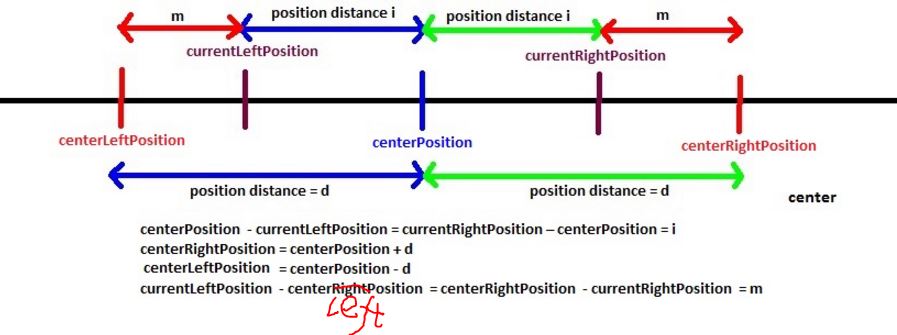 m position distance i position distance i m
currentLeftPosition currentRightPosition
centerLeftPosition centerPosition centerRightPosition
position distance = d position distance = d
center
centerPosition - currentLeftPosition = currentRightPosition – centerPosition = i
centerRightPosition = centerPosition + d
centerLeftPosition = centerPosition - d
currentLeftPosition - centerRightPosition = centerRightPosition - currentRightPosition = m
Left